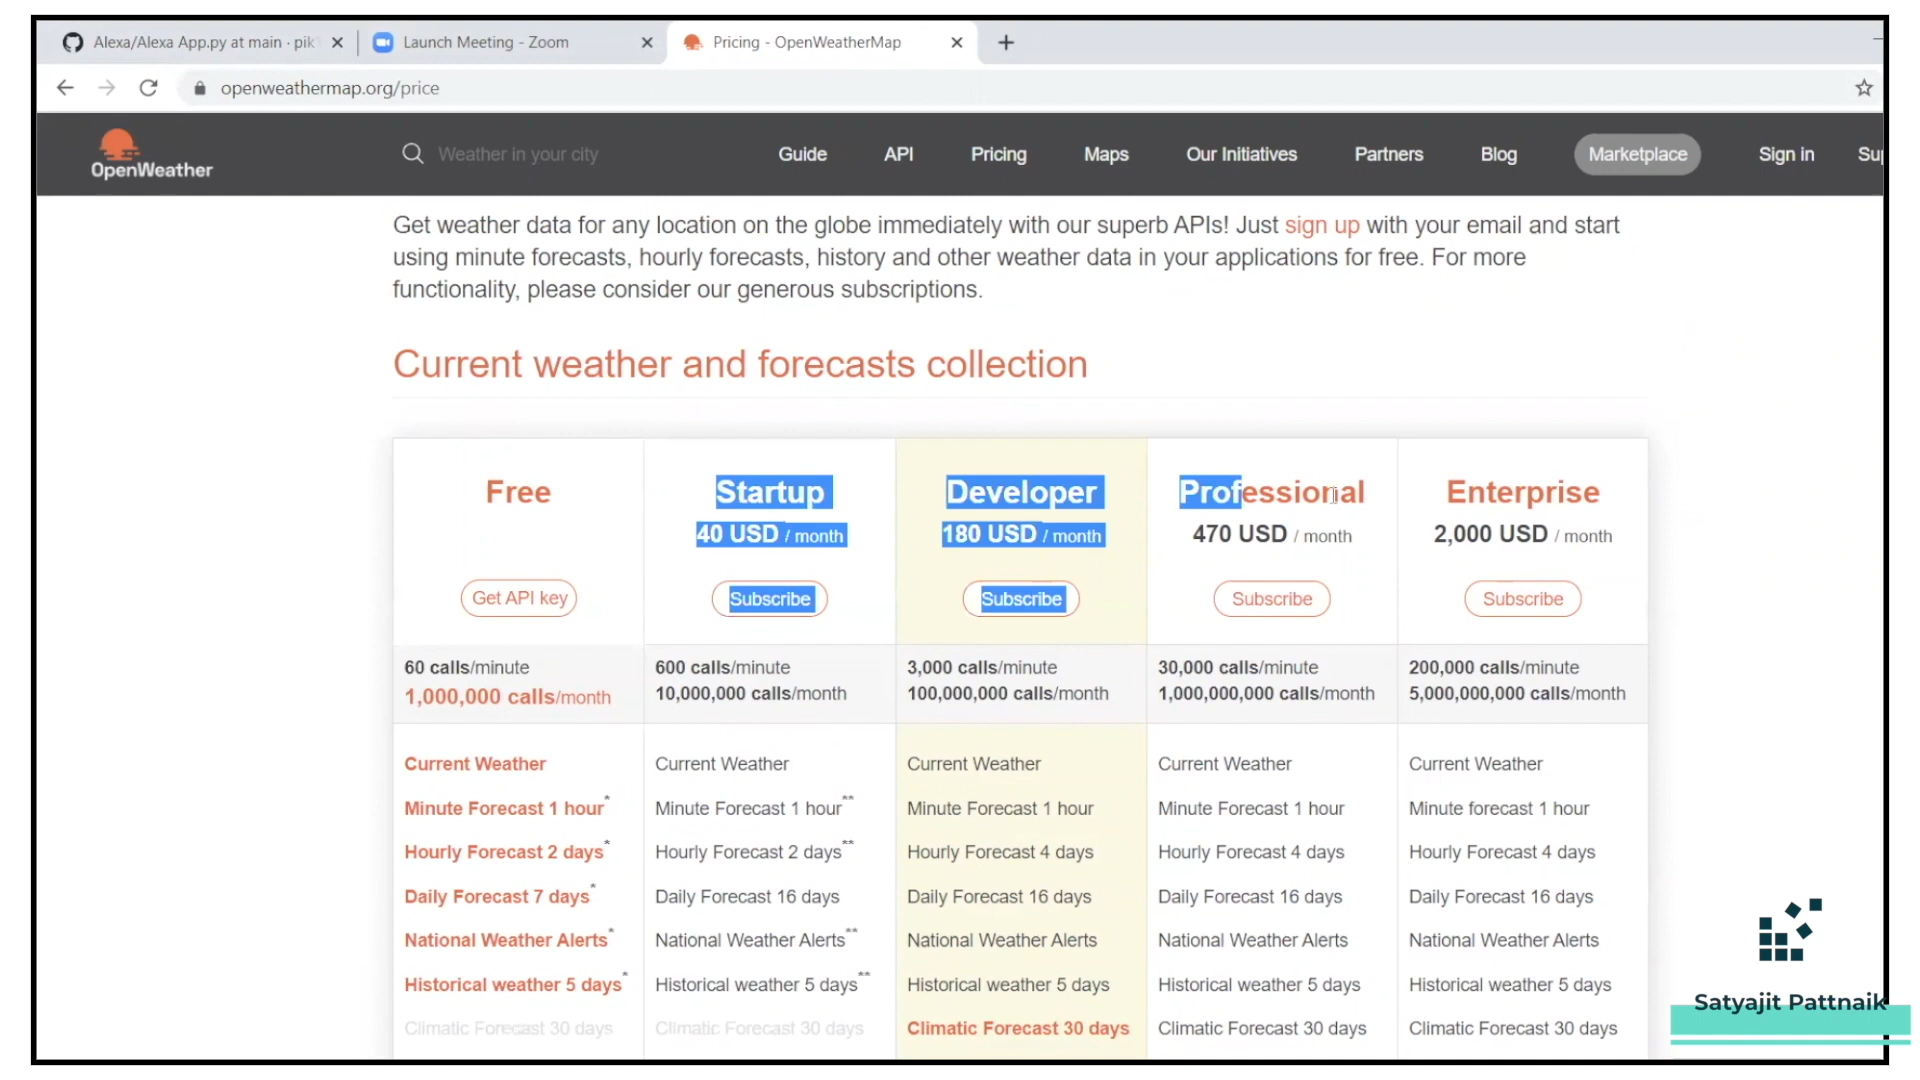 Alexa/Alexa App.py at main · pik
Launch Meeting - Zoom
Pricing - OpenWeatherMap
openweathermap.org/price
OpenWeather
Weather in your city
Guide
API
Pricing
Maps
Our Initiatives
Partners
Blog
Marketplace
Sign in
Get weather data for any location on the globe immediately with our superb APIs! Just sign up with your email and start
using minute forecasts, hourly forecasts, history and other weather data in your applications for free. For more
functionality, please consider our generous subscriptions.
Current weather and forecasts collection
Free
Get API key
60 calls/minute
1,000,000 calls/month
Current Weather
Minute Forecast 1 hour*
Hourly Forecast 2 days*
Daily Forecast 7 days*
National Weather Alerts*
Historical weather 5 days*
Climatic Forecast 30 days
Startup
40 USD / month
Subscribe
600 calls/minute
10,000,000 calls/month
Current Weather
Minute Forecast 1 hour**
Hourly Forecast 2 days**
Daily Forecast 16 days
National Weather Alerts**
Historical weather 5 days**
Climatic Forecast 30 days
Developer
180 USD / month
Subscribe
3,000 calls/minute
100,000,000 calls/month
Current Weather
Minute Forecast 1 hour
Hourly Forecast 4 days
Daily Forecast 16 days
National Weather Alerts
Historical weather 5 days
Climatic Forecast 30 days
Professional
470 USD / month
Subscribe
30,000 calls/minute
1,000,000,000 calls/month
Current Weather
Minute Forecast 1 hour
Hourly Forecast 4 days
Daily Forecast 16 days
National Weather Alerts
Historical weather 5 days
Climatic Forecast 30 days
Enterprise
2,000 USD / month
Subscribe
200,000 calls/minute
5,000,000,000 calls/month
Current Weather
Minute forecast 1 hour
Hourly Forecast 4 days
Daily Forecast 16 days
National Weather Alerts
Historical weather 5 days
Climatic Forecast 30 days
Satyajit Pattnaik